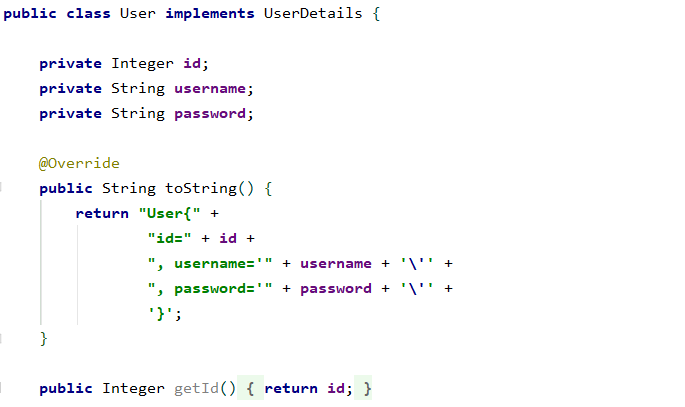 public class User implements UserDetails {
private Integer id;
private String username;
private String password;
@Override
public String toString() {
return "User{" +
"id=" + id +
", username='" + username + '\'' +
", password='" + password + '\'' +
'}';
}
public Integer getId() { return id; }